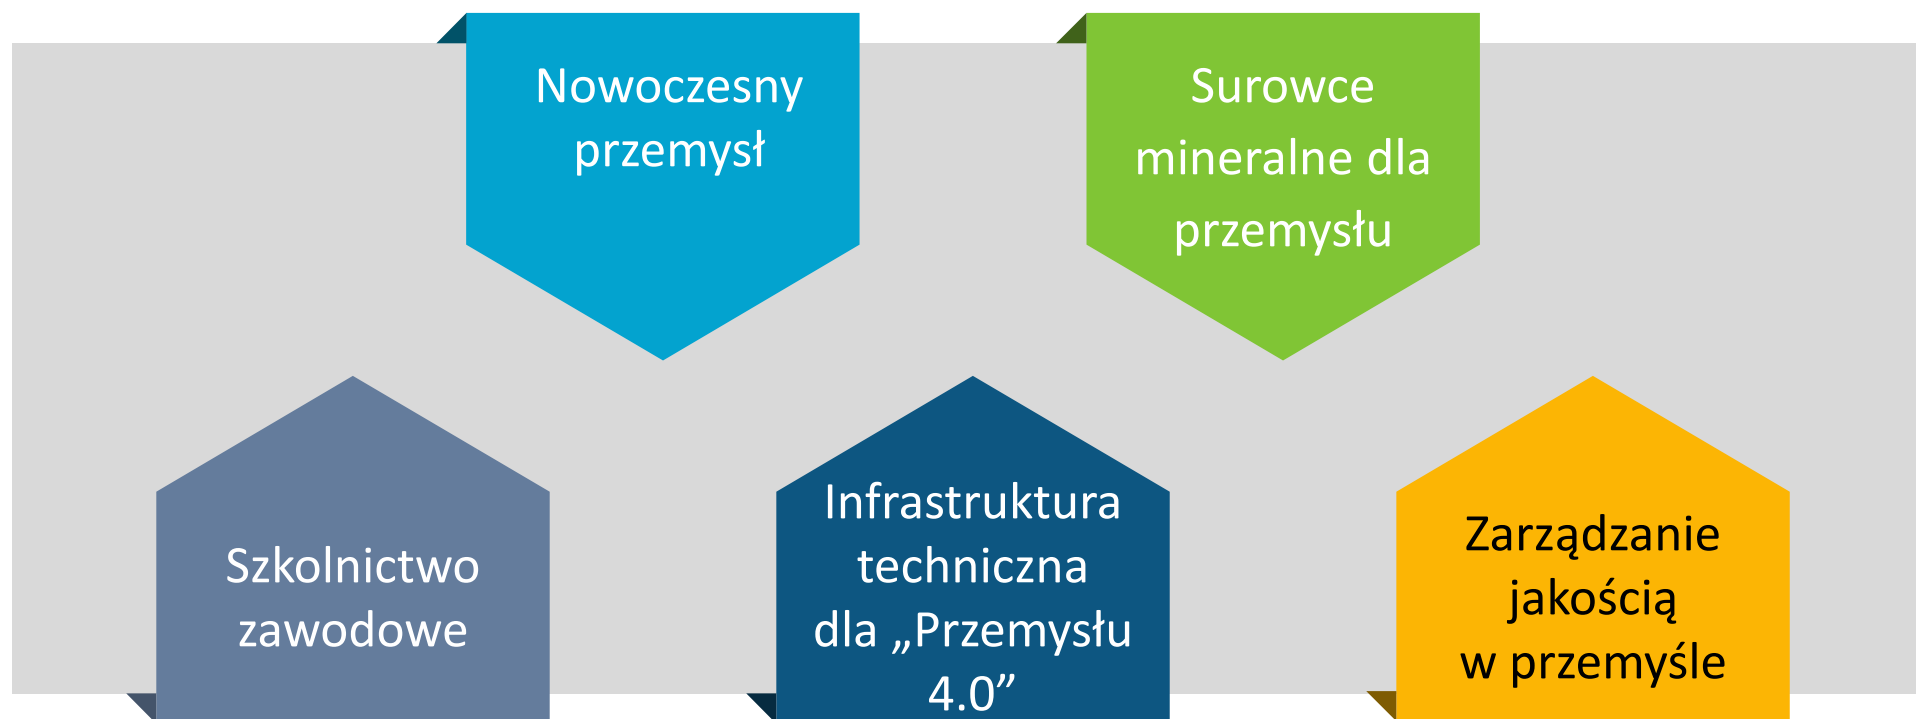 Nowoczesny
przemysł
Surowce
mineralne dla
przemysłu
Szkolnictwo
zawodowe
Infrastruktura
techniczna
dla „Przemysłu
4.0”
Zarządzanie
jakością
w przemyśle